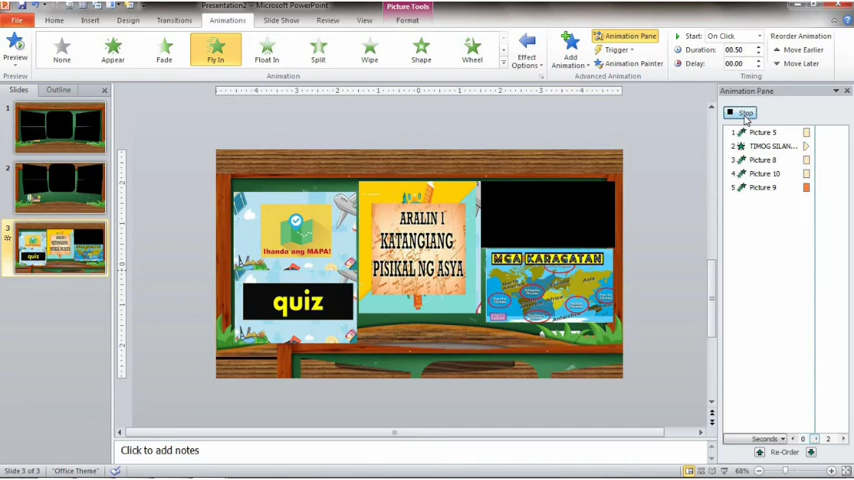 Presentation2 - Microsoft PowerPoint
Picture Tools
File
Home
Insert
Design
Transitions
Animations
Slide Show
Review
View
Format
Preview
None
Appear
Fade
Fly In
Float In
Split
Wipe
Shape
Wheel
Effect
Options
Add
Animation
Animation Pane
Trigger
Animation Painter
Start: On Click
Duration: 00.50
Delay: 00.00
Reorder Animation
Move Earlier
Move Later
Preview
Animation
Advanced Animation
Timing
Slides
Outline
1
2
3
Ihanda ang MAPA!
quiz
ARALIN 1
KATANGIANG
PISIKAL NG ASYA
MGA KARAGATAN
Animation Pane
Stop
1 Picture 5
2 TIMOG SILAN...
3 Picture 8
4 Picture 10
5 Picture 9
Seconds
0
2
Re-Order
Click to add notes
Slide 3 of 3
"Office Theme"
68%